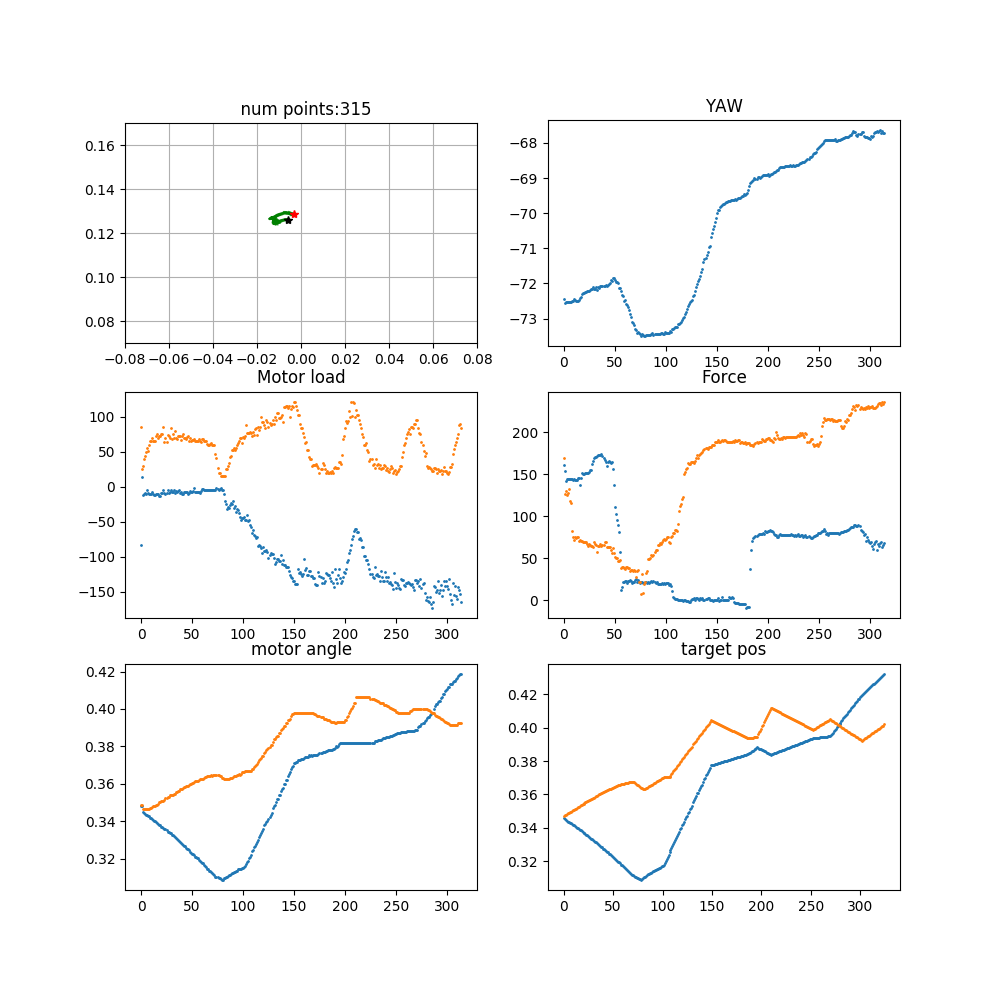 num points:315
YAW
0.16
0.14
0.12
0.10
0.08
−0.08 −0.06 −0.04 −0.02 0.00 0.02 0.04 0.06 0.08
−68
−69
−70
−71
−72
−73
0 50 100 150 200 250 300
Motor load
Force
100
50
0
−50
−100
−150
0 50 100 150 200 250 300
200
150
100
50
0
0 50 100 150 200 250 300
motor angle
target pos
0.42
0.40
0.38
0.36
0.34
0.32
0 50 100 150 200 250 300
0.42
0.40
0.38
0.36
0.34
0.32
0 50 100 150 200 250 300